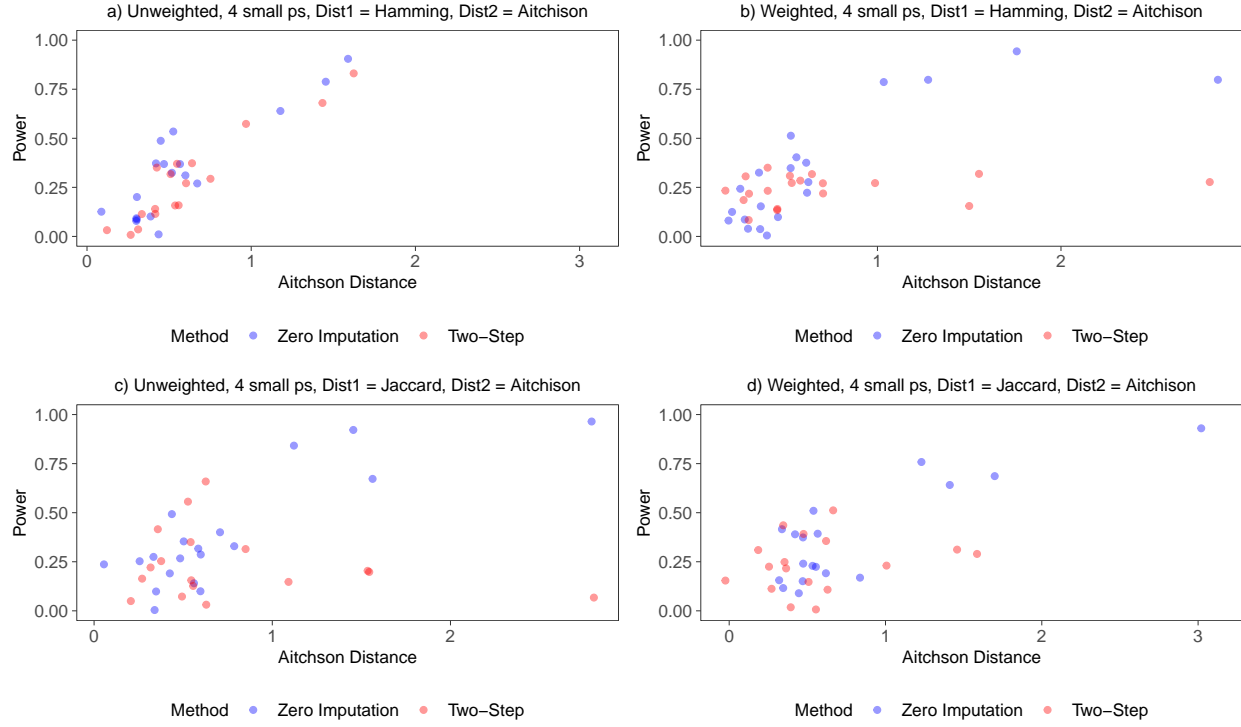 a) Unweighted, 4 small ps, Dist1 = Hamming, Dist2 = Aitchison
1.00
0.75
0.50
0.25
0.00
Power
0 1 2 3
Aitchson Distance
Method Zero Imputation Two−Step
b) Weighted, 4 small ps, Dist1 = Hamming, Dist2 = Aitchison
1.00
0.75
0.50
0.25
0.00
Power
1 2
Aitchson Distance
Method Zero Imputation Two−Step
c) Unweighted, 4 small ps, Dist1 = Jaccard, Dist2 = Aitchison
1.00
0.75
0.50
0.25
0.00
Power
0 1 2
Aitchson Distance
Method Zero Imputation Two−Step
d) Weighted, 4 small ps, Dist1 = Jaccard, Dist2 = Aitchison
1.00
0.75
0.50
0.25
0.00
Power
0 1 2 3
Aitchson Distance
Method Zero Imputation Two−Step